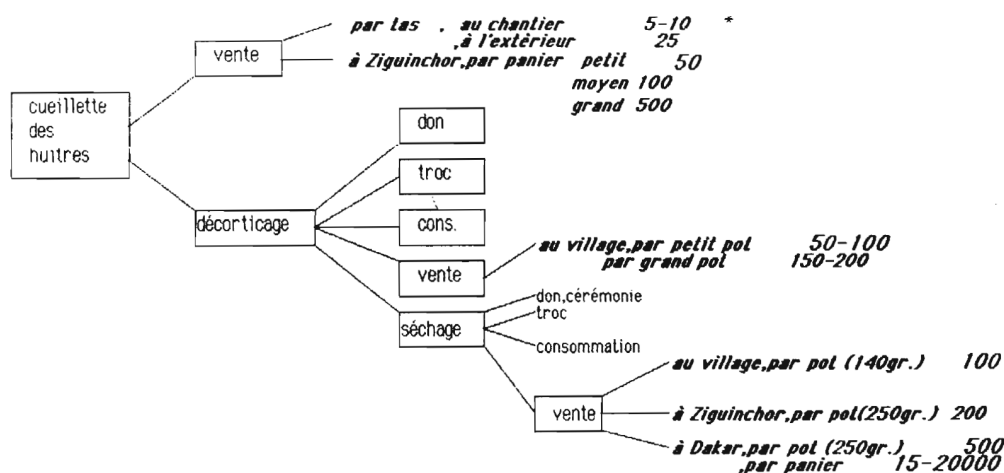 par tas , au chantier 5-10 *
,à l'extérieur 25
vente
à Ziguinchor,par panier petit 50
moyen 100
grand 500
cueillette
des
huîtres
don
troc
décorticage
cons.
au village,par petit pot 50-100
par grand pot 150-200
vente
don,cérémonie
troc
séchage
consommation
au village,par pot (140gr.) 100
vente
à Ziguinchor,par pot(250gr.) 200
à Dakar,par pot (250gr.) 500
,par panier 15-20000